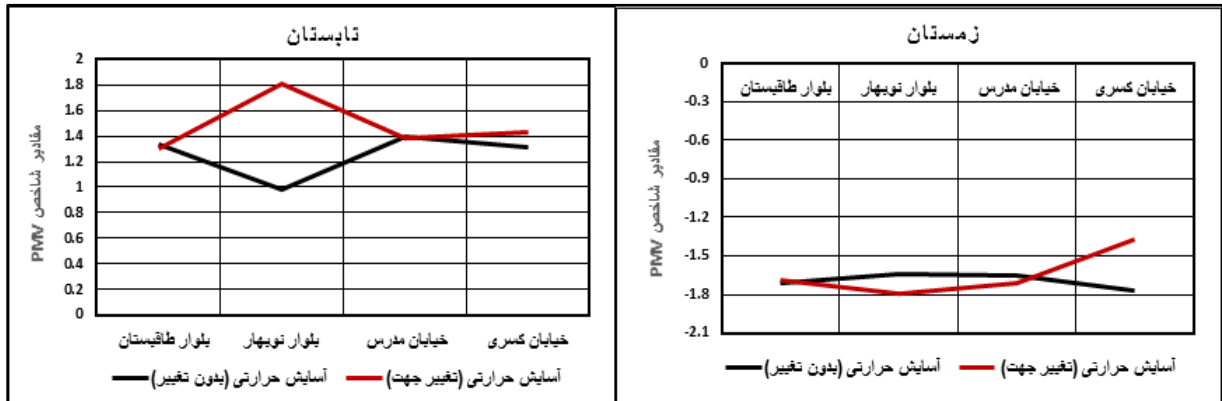 تابستان
مقادیر شاخص PMV
2
1.8
1.6
1.4
1.2
1
0.8
0.6
0.4
0.2
0
بلوار طاقبستان بلوار نوبهار خیابان مدرس خیابان کسری
آسایش حرارتی (بدون تغییر) آسایش حرارتی (تغییر جهت)
زمستان
مقادیر شاخص PMV
0
-0.3
-0.6
-0.9
-1.2
-1.5
-1.8
-2.1
بلوار طاقبستان بلوار نوبهار خیابان مدرس خیابان کسری
آسایش حرارتی (بدون تغییر) آسایش حرارتی (تغییر جهت)